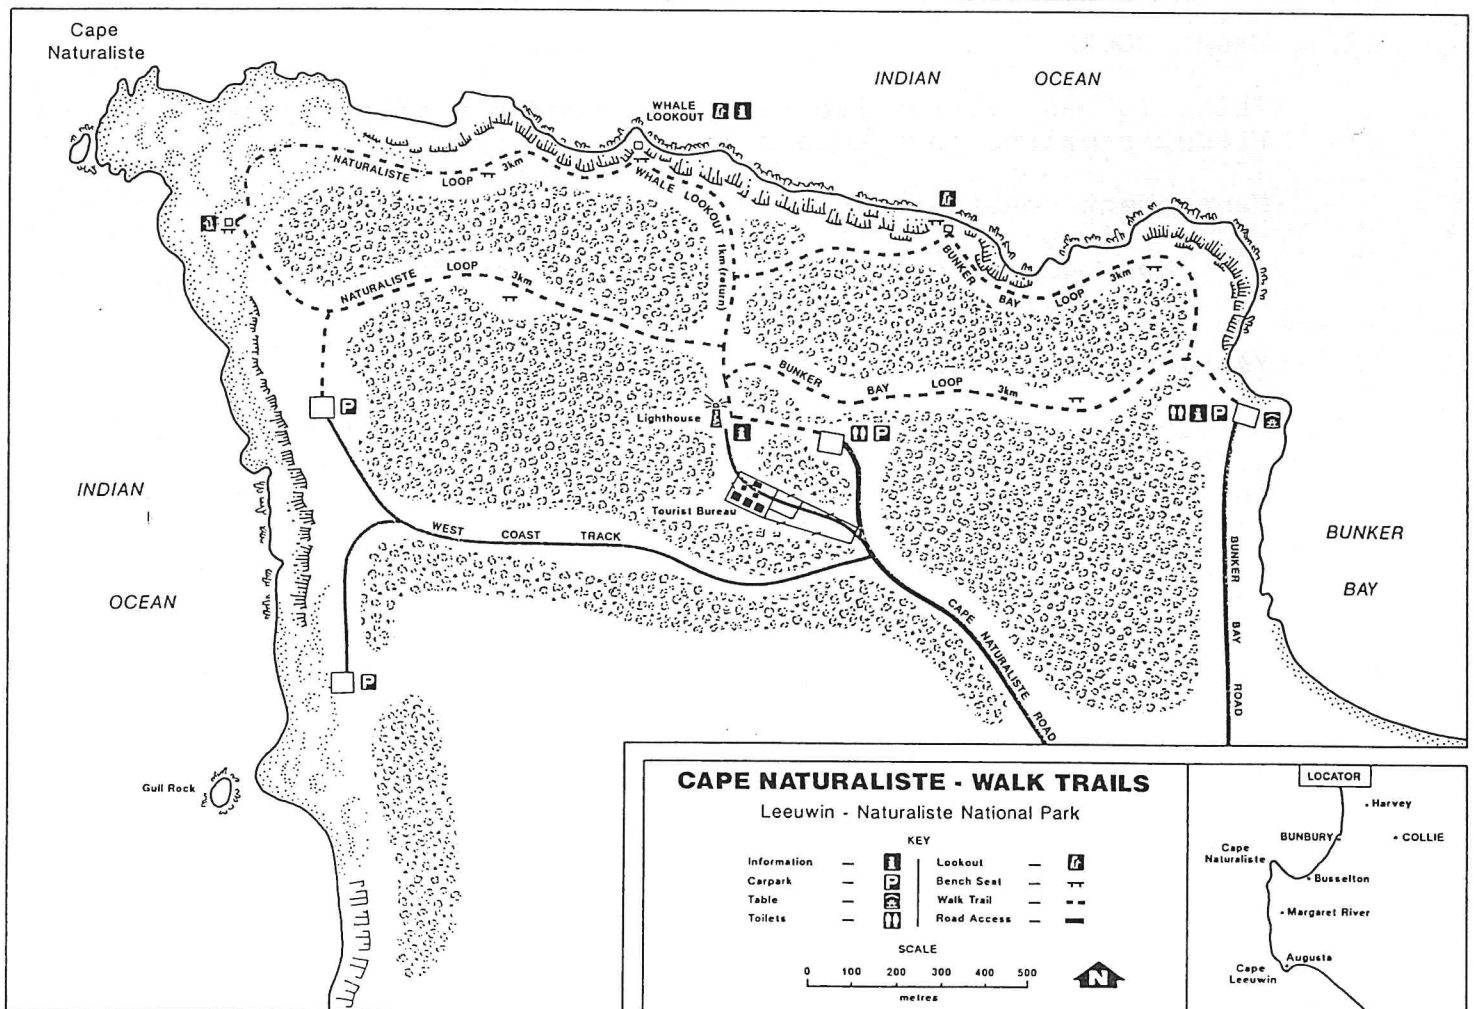 Cape
Naturaliste
INDIAN OCEAN
WHALE
LOOKOUT
NATURALISTE LOOP 3km
WHALE LOOKOUT 1km (return)
BUNKER BAY LOOP 3km
NATURALISTE LOOP 3km
BUNKER BAY LOOP 3km
P
Lighthouse
P
P
INDIAN
OCEAN
Tourist Bureau
WEST COAST TRACK
BUNKER
BAY
BUNKER BAY ROAD
CAPE NATURALISTE ROAD
P
Gull Rock
CAPE NATURALISTE - WALK TRAILS
Leeuwin - Naturaliste National Park
KEY
Information —
Lookout —
Carpark — P
Bench Seat —
Table —
Walk Trail —
Toilets —
Road Access —
SCALE
0 100 200 300 400 500
metres
N
LOCATOR
Harvey
BUNBURY
COLLIE
Cape
Naturaliste
Busselton
Margaret River
Augusta
Cape
Leeuwin